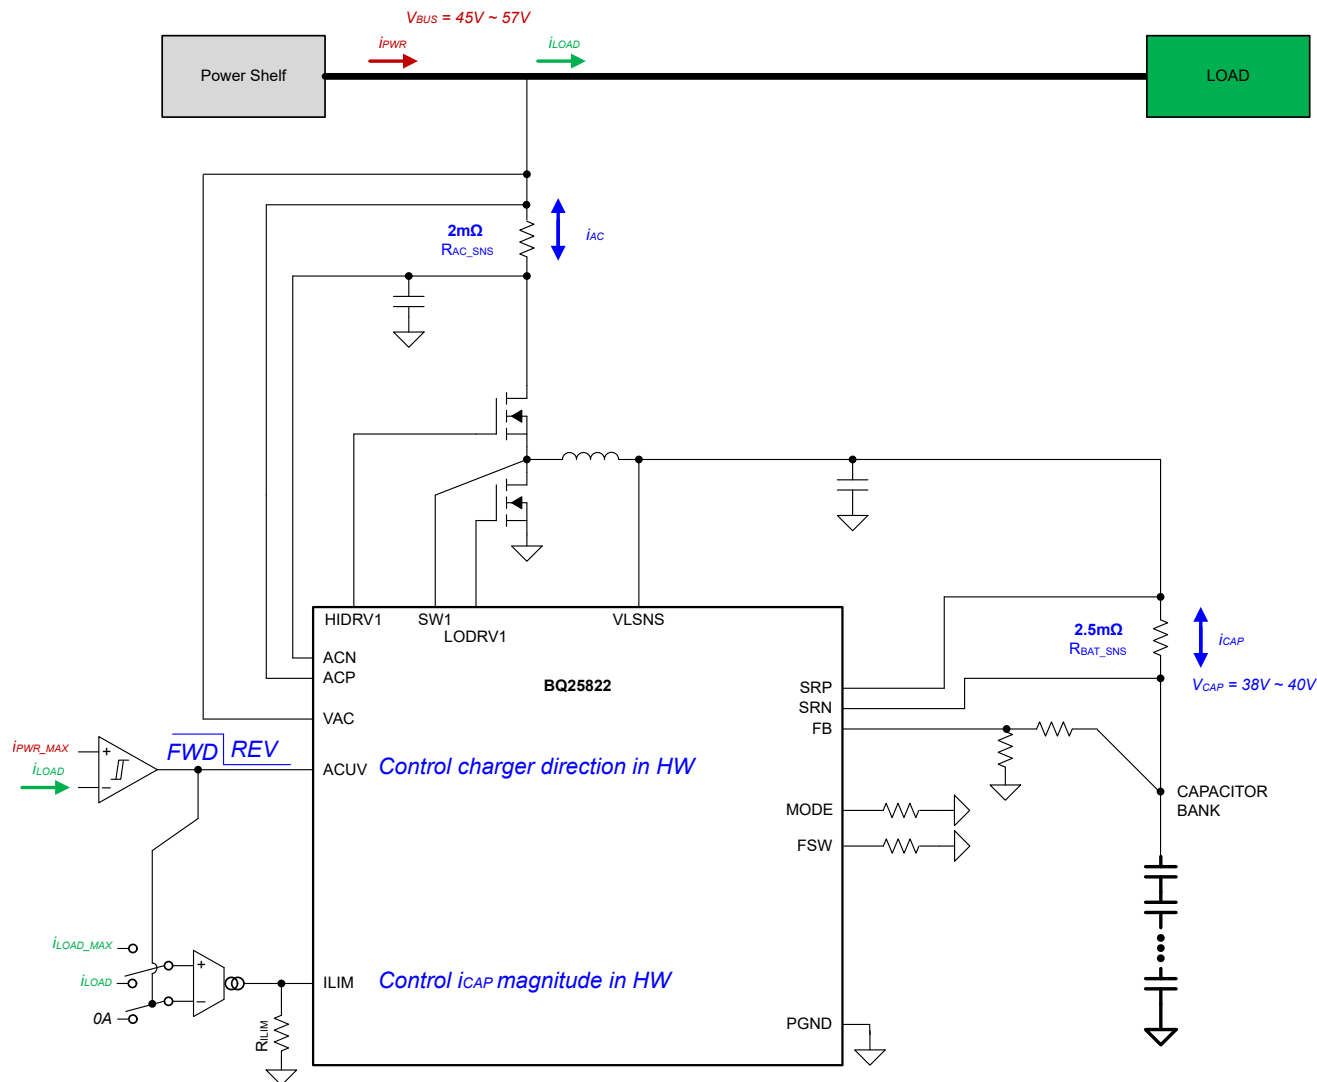 VBUS = 45V ~ 57V
iPWR
iLOAD
Power Shelf
LOAD
2mΩ
RAC_SNS
iAC
HIDRV1
SW1
LODRV1
VLSNS
ACN
ACP
VAC
BQ25822
SRP
SRN
FB
2.5mΩ
RBAT_SNS
iCAP
VCAP = 38V ~ 40V
iPWR_MAX
+
iLOAD
−
FWD
REV
ACUV
Control charger direction in HW
MODE
FSW
CAPACITOR
BANK
iLOAD_MAX
iLOAD
+
−
0A
ILIM
Control iCAP magnitude in HW
RILIM
PGND